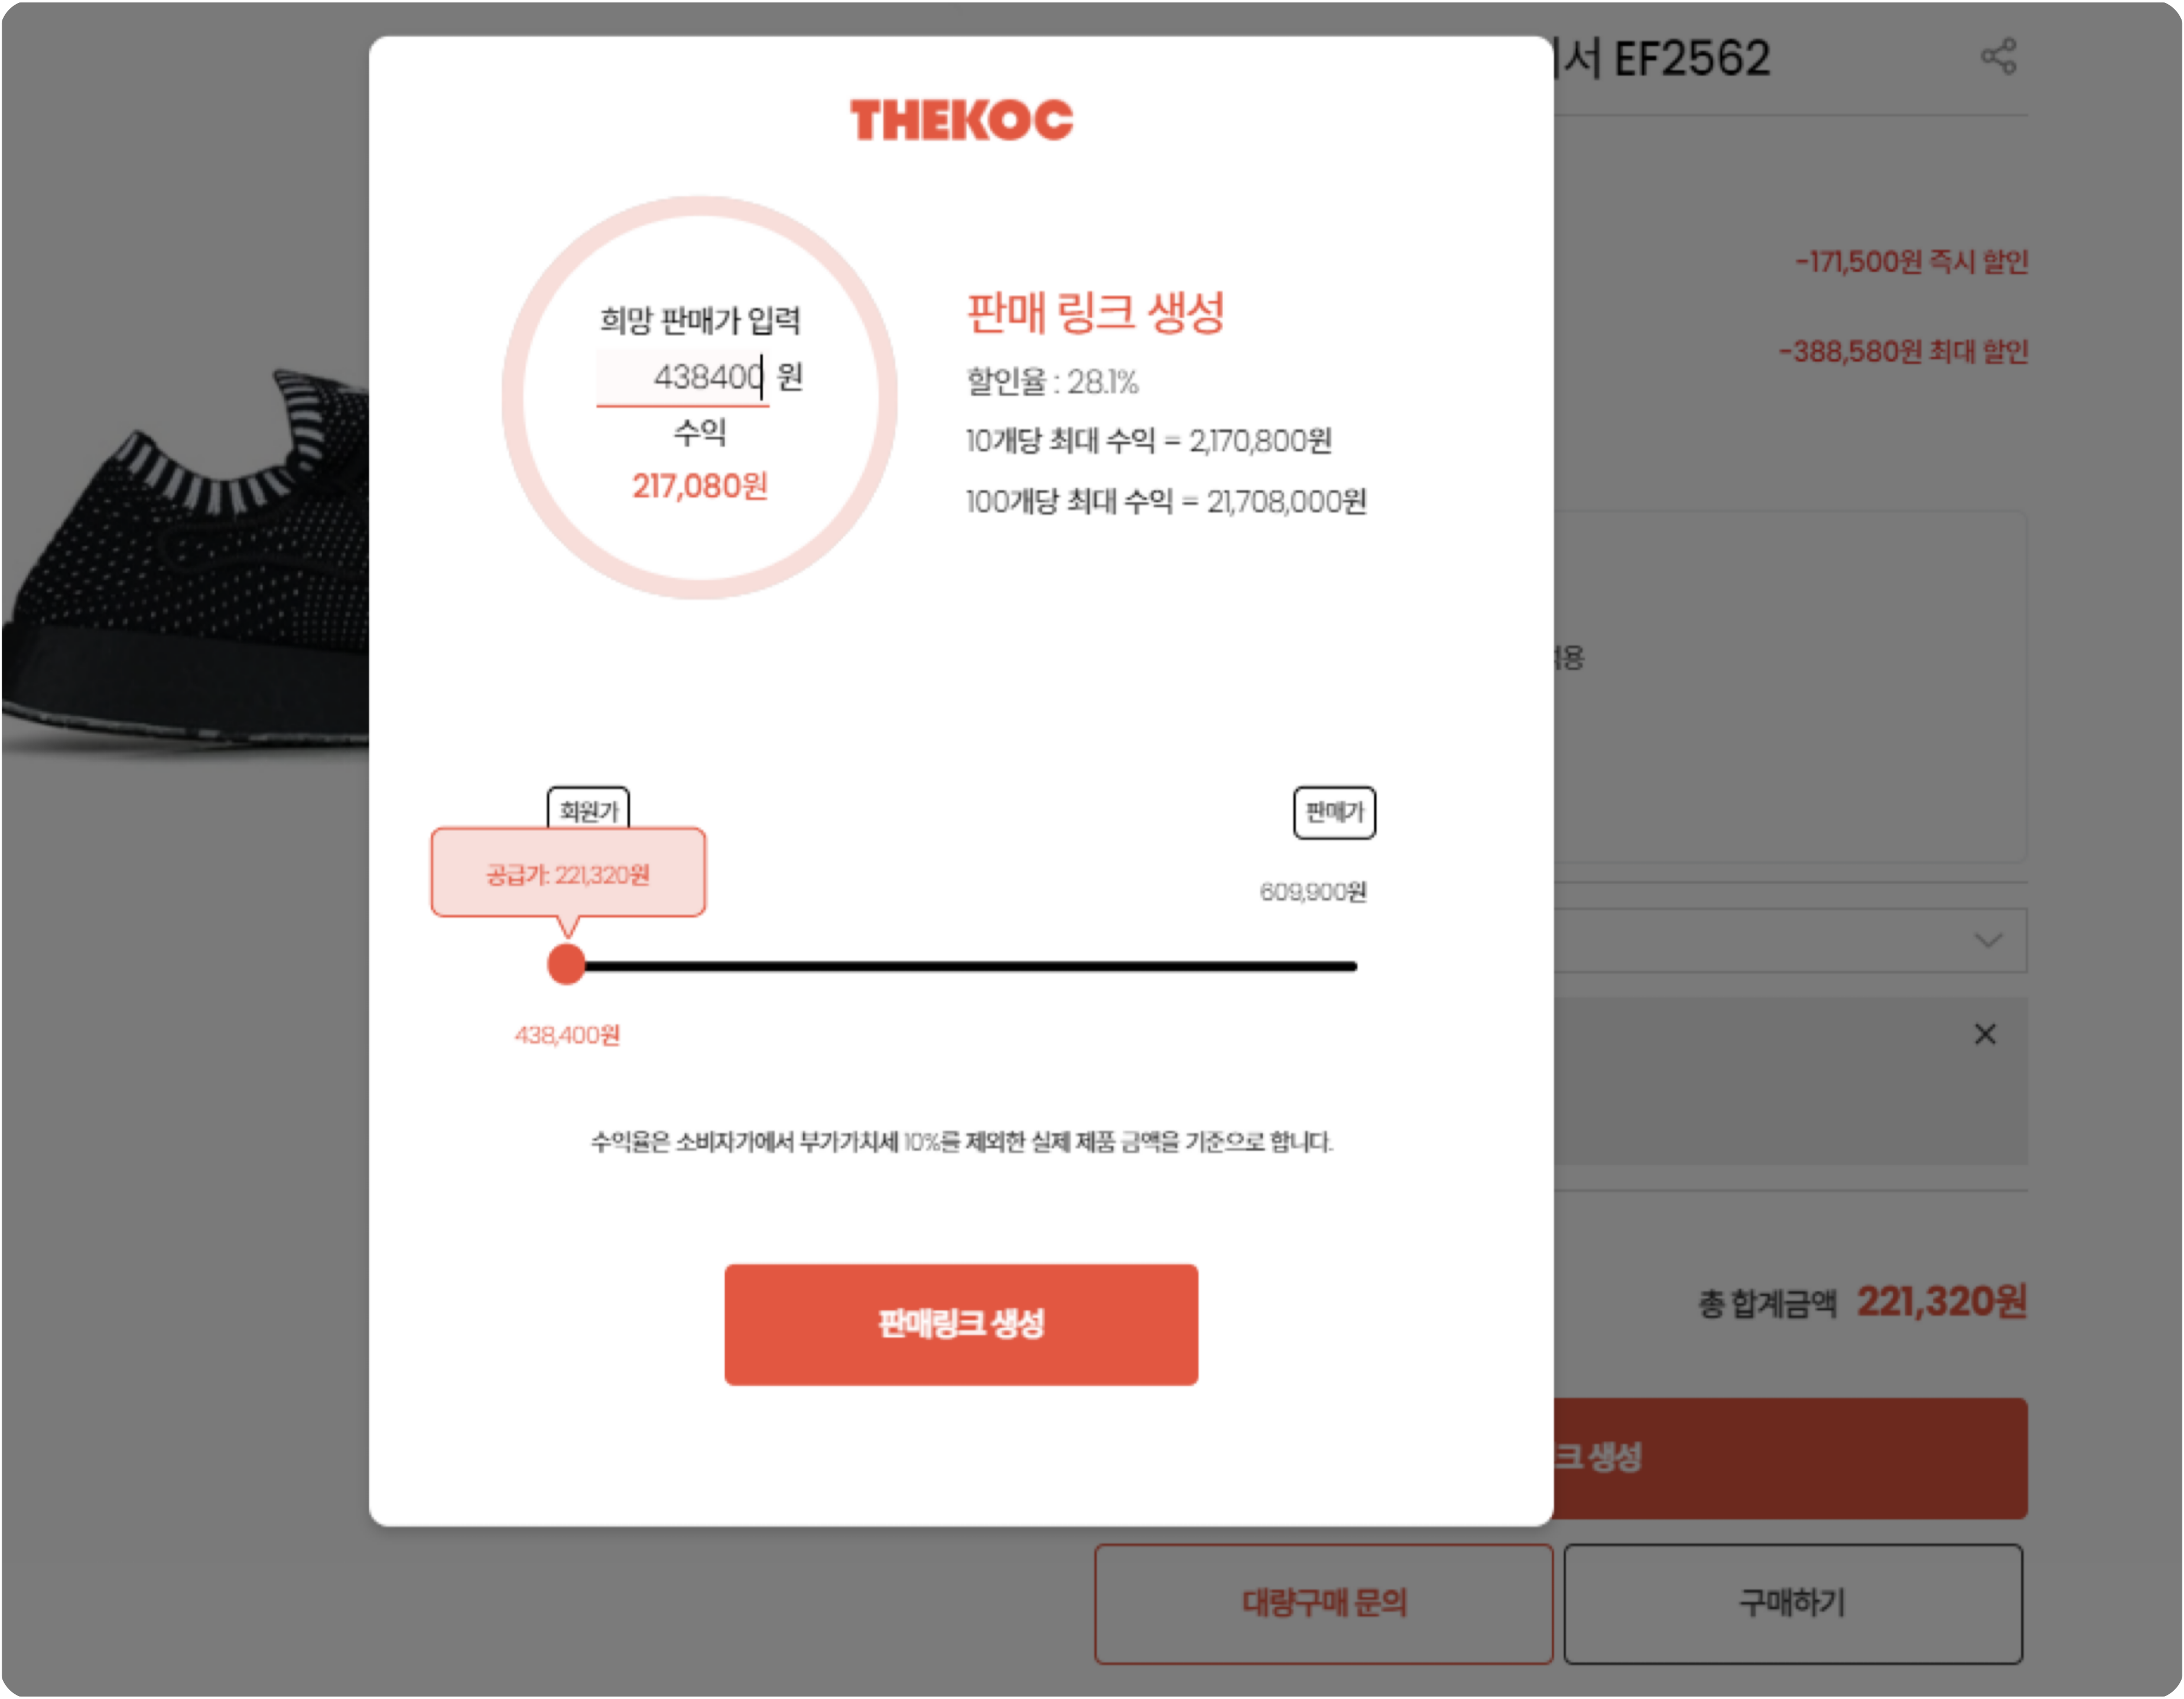 THEKOC
희망 판매가 입력
438400 원
수익
217,080원
판매 링크 생성
할인율 : 28.1%
10개당 최대 수익 = 2,170,800원
100개당 최대 수익 = 21,708,000원
회원가
판매가
공급가: 221,320원
609,900원
438,400원
수익율은 소비자가에서 부가가치세 10%를 제외한 실제 제품 금액을 기준으로 합니다.
판매링크 생성
서 EF2562
-171,500원 즉시 할인
-388,580원 최대 할인
용
총 합계금액 221,320원
크 생성
대량구매 문의
구매하기